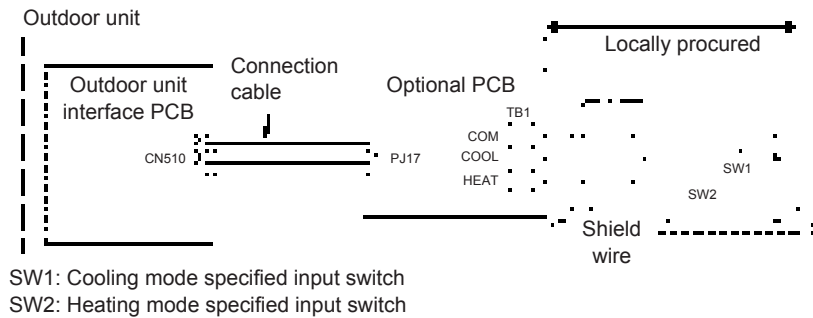 Outdoor unit
Locally procured
Connection
cable
Outdoor unit
interface PCB
Optional PCB
TB1
COM
CN510
PJ17
COOL
SW1
HEAT
SW2
Shield
wire
SW1: Cooling mode specified input switch
SW2: Heating mode specified input switch